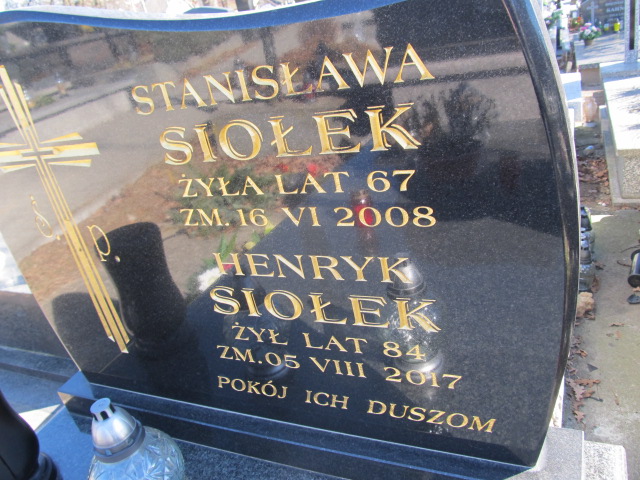 ś. p.
STANISŁAWA
SIOŁEK
ŻYŁA LAT 67
ZM. 16 VI 2008
HENRYK
SIOŁEK
ŻYŁ LAT 84
ZM. 05 VIII 2017
POKÓJ ICH DUSZOM